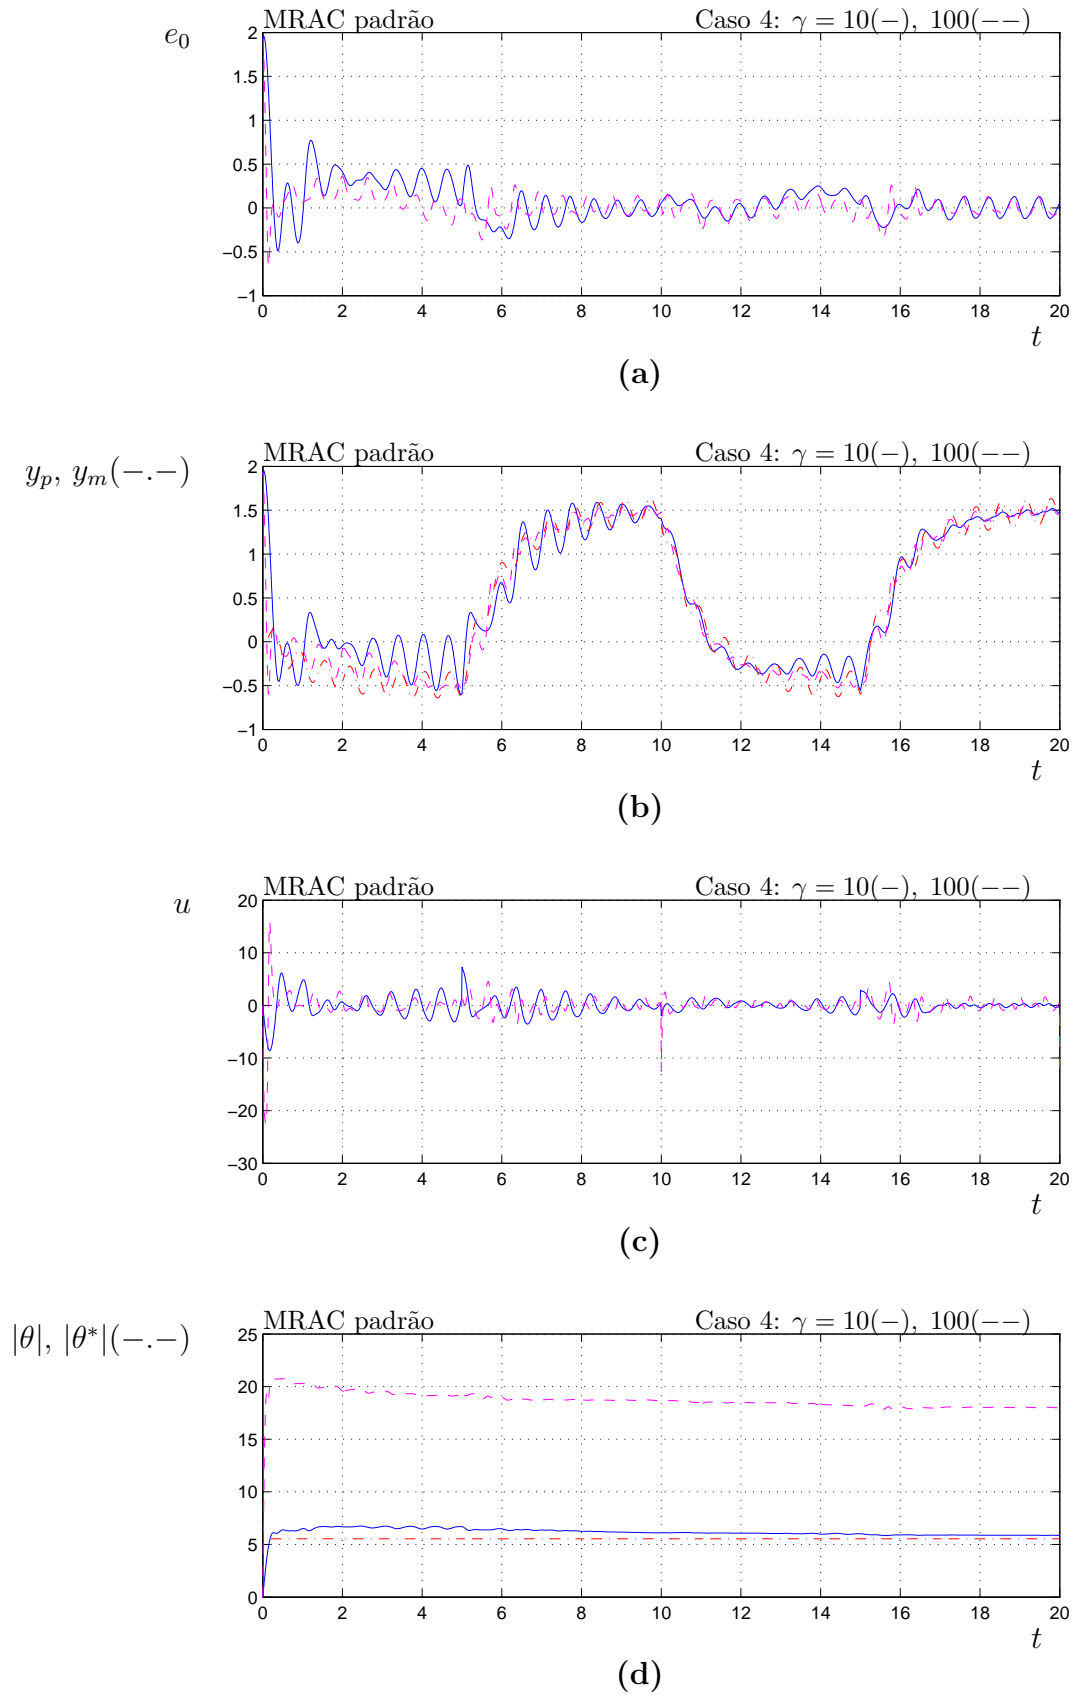 MRAC padrão Caso 4: γ = 10(−), 100(−−)
e₀
2
1.5
1
0.5
0
−0.5
−1
0 2 4 6 8 10 12 14 16 18 20
t
(a)
MRAC padrão Caso 4: γ = 10(−), 100(−−)
yₚ, yₘ(−.−)
2
1.5
1
0.5
0
−0.5
−1
0 2 4 6 8 10 12 14 16 18 20
t
(b)
MRAC padrão Caso 4: γ = 10(−), 100(−−)
u
20
10
0
−10
−20
−30
0 2 4 6 8 10 12 14 16 18 20
t
(c)
MRAC padrão Caso 4: γ = 10(−), 100(−−)
|θ|, |θ*|(−.−)
25
20
15
10
5
0
0 2 4 6 8 10 12 14 16 18 20
t
(d)